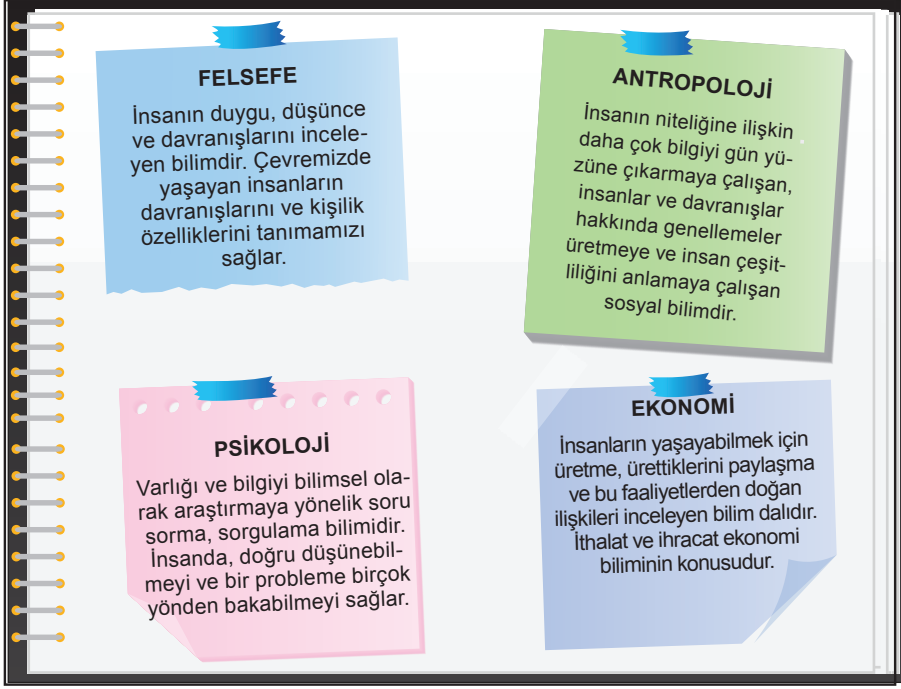 FELSEFE
İnsanın duygu, düşünce
ve davranışlarını incele-
yen bilimdir. Çevremizde
yaşayan insanların
davranışlarını ve kişilik
özelliklerini tanımamızı
sağlar.
ANTROPOLOJİ
İnsanın niteliğine ilişkin
daha çok bilgiyi gün yü-
züne çıkarmaya çalışan,
insanlar ve davranışlar
hakkında genellemeler
üretmeye ve insan çeşit-
liliğini anlamaya çalışan
sosyal bilimdir.
PSİKOLOJİ
Varlığı ve bilgiyi bilimsel ola-
rak araştırmaya yönelik soru
sorma, sorgulama bilimidir.
İnsanda, doğru düşünebil-
meyi ve bir probleme birçok
yönden bakabilmeyi sağlar.
EKONOMİ
İnsanların yaşayabilmek için
üretme, ürettiklerini paylaşma
ve bu faaliyetlerden doğan
ilişkileri inceleyen bilim dalıdır.
İthalat ve ihracat ekonomi
biliminin konusudur.